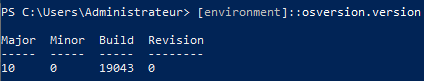 PS C:\Users\Administrateur> [environment]::osversion.version
Major  Minor  Build  Revision
-----  -----  -----  --------
10     0      19043  0